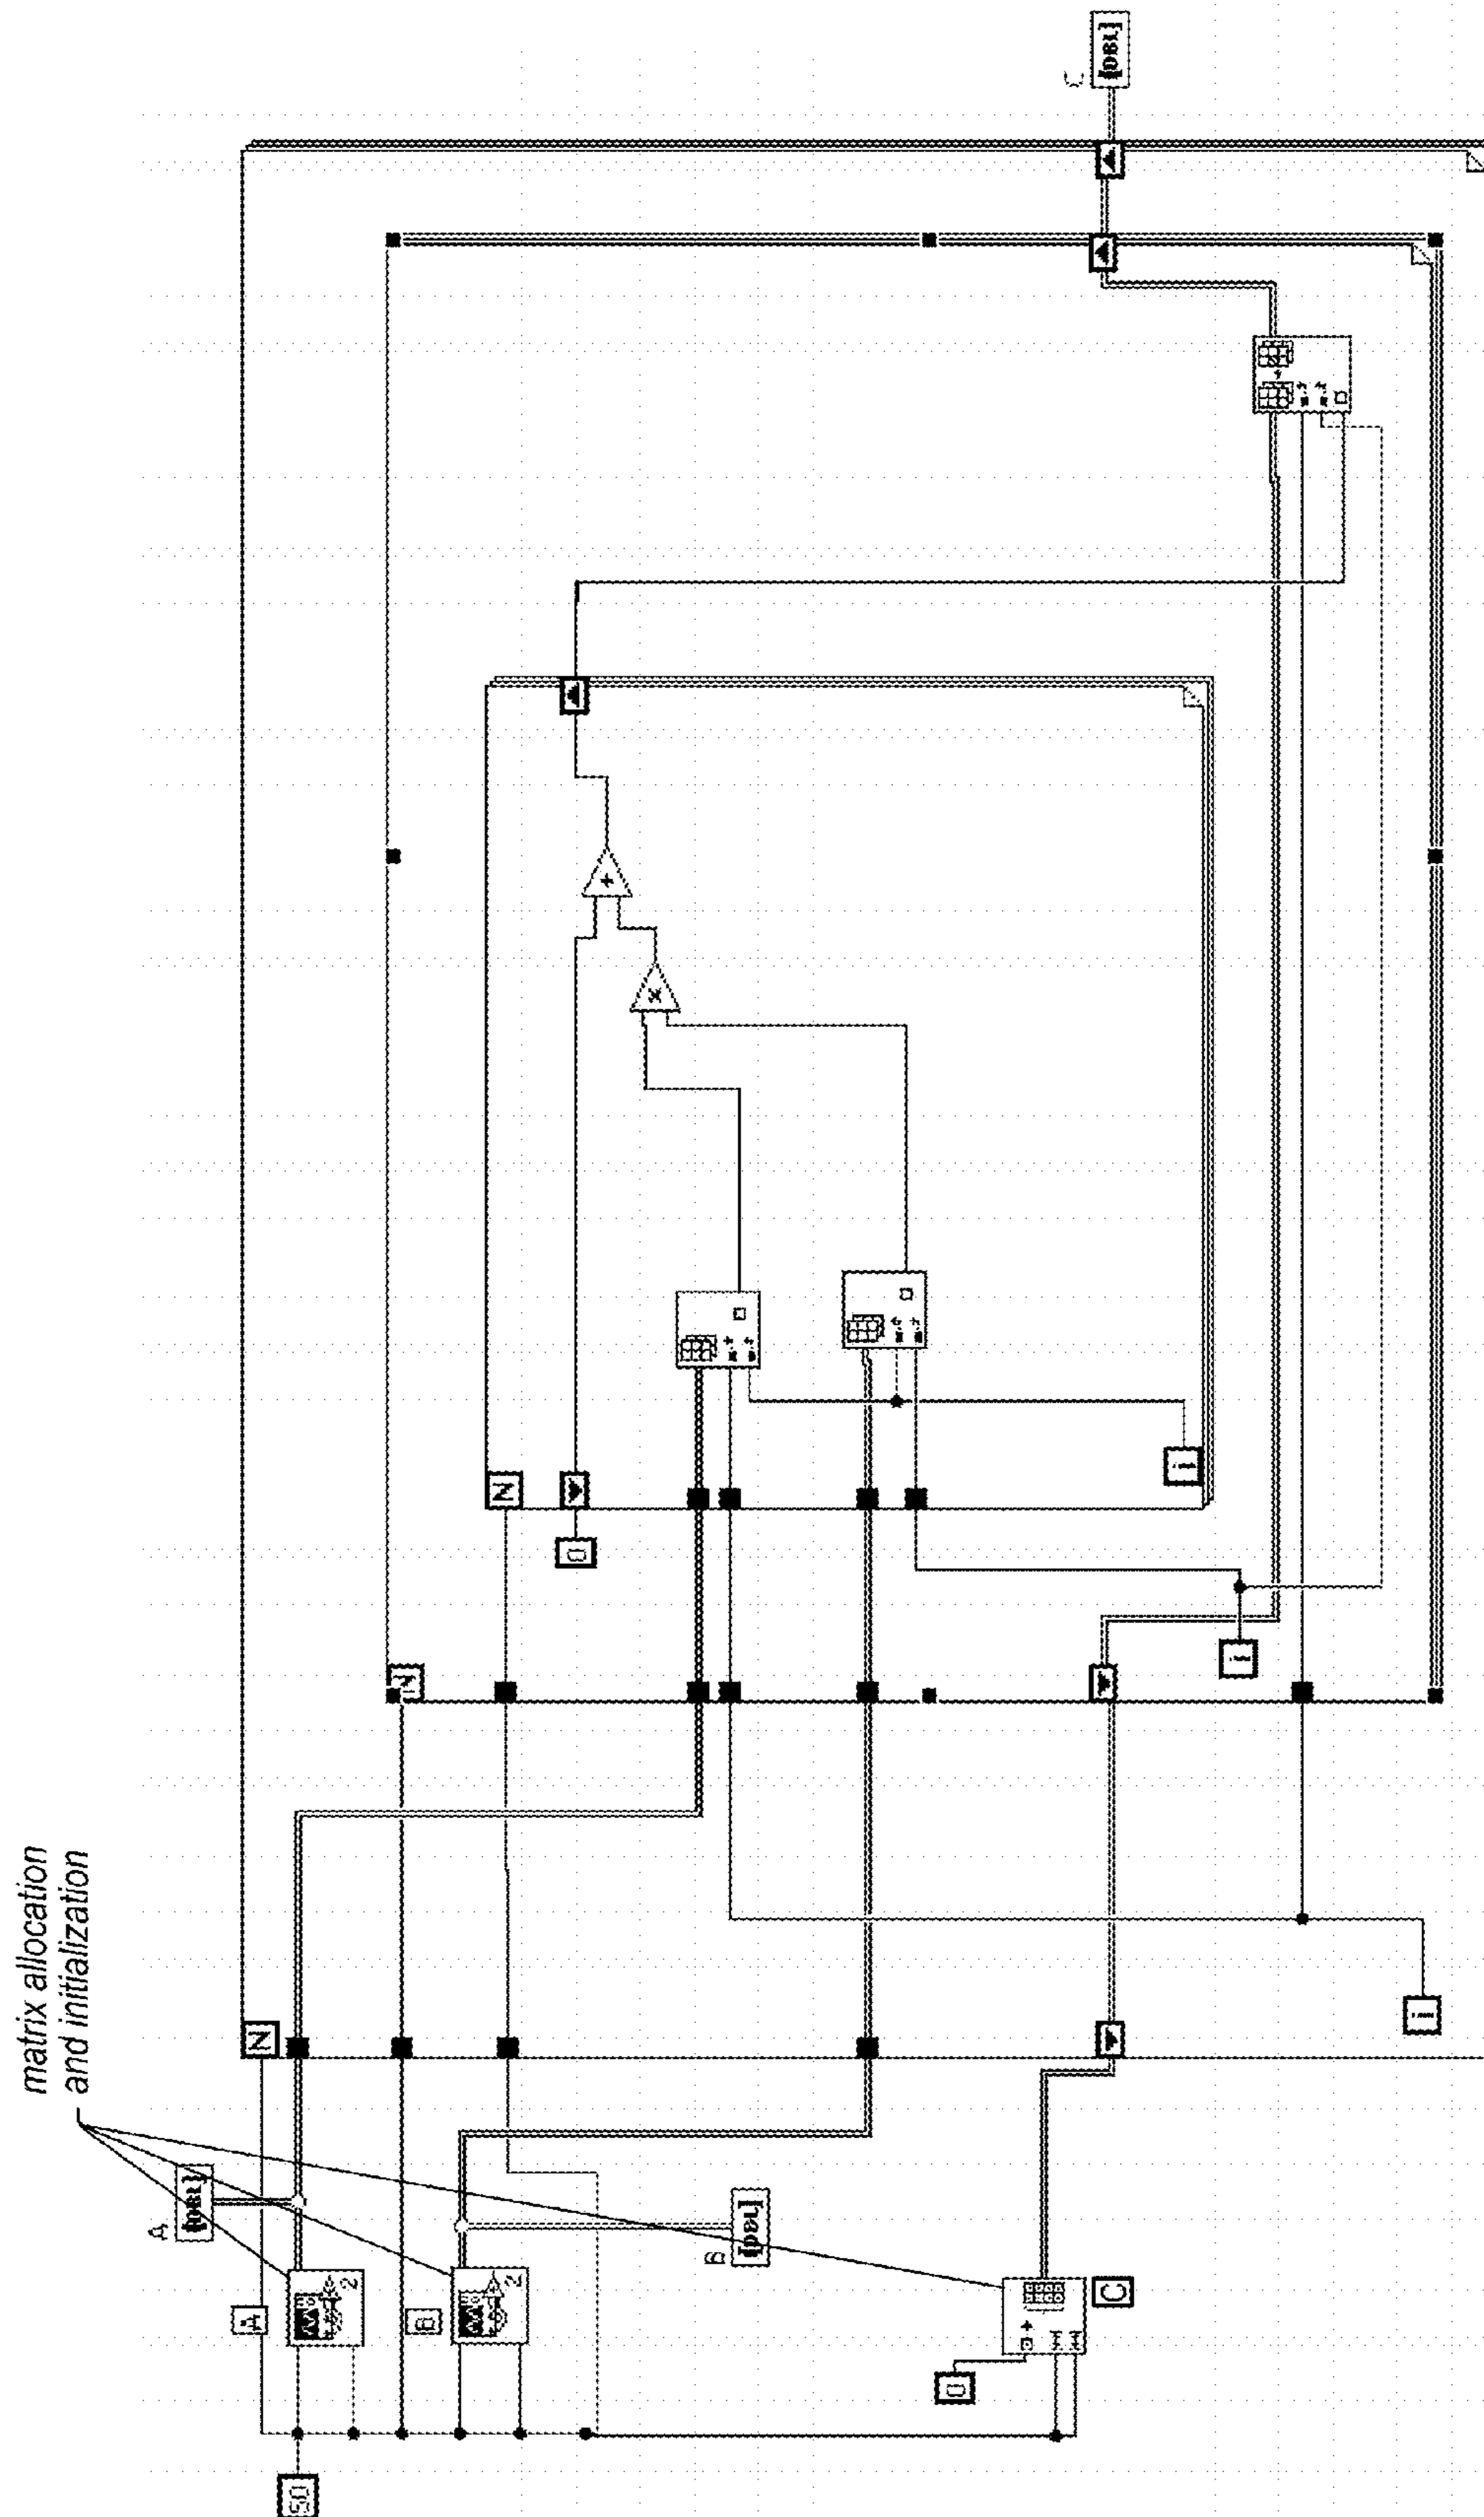 matrix allocation
and initialization
50
A
B
C
0
2
2
A
[DBL]
B
[DBL]
N
i
N
i
0
N
i
×
+
C
[DBL]